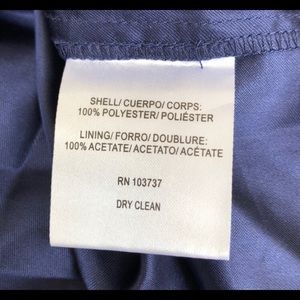 SHELL/ CUERPO/ CORPS:
100% POLYESTER/ POLIÉSTER
LINING/ FORRO/ DOUBLURE:
100% ACETATE/ ACETATO/ ACÉTATE
RN 103737
DRY CLEAN